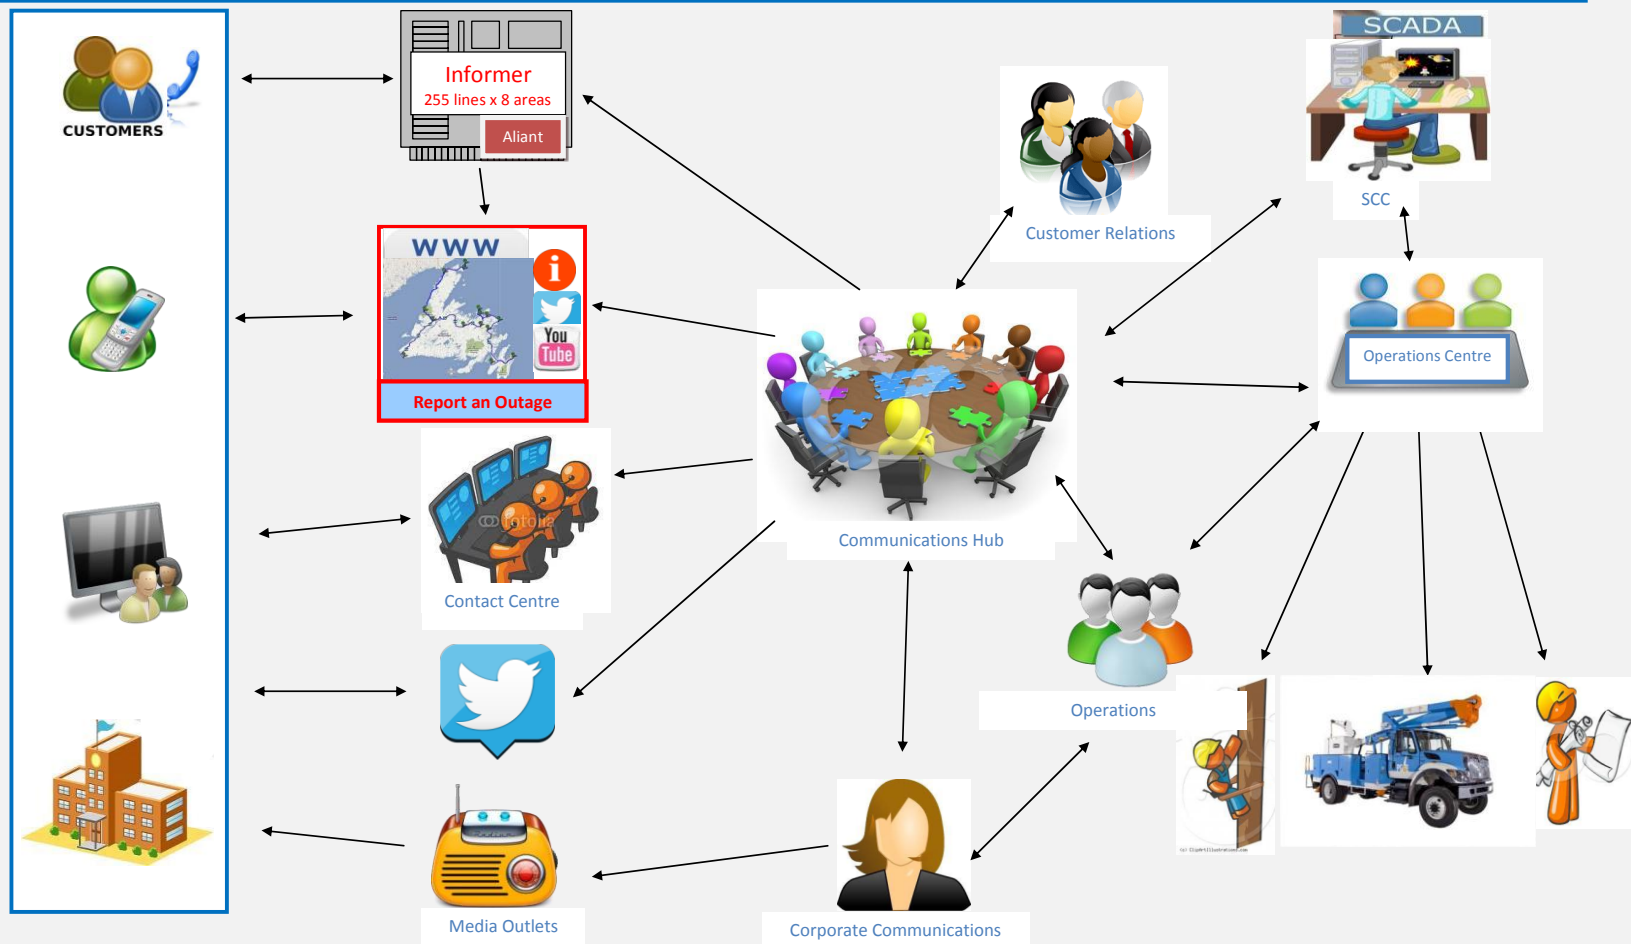 SCADA
Informer
255 lines x 8 areas
Aliant
CUSTOMERS
SCC
Customer Relations
WWW
i
You
Tube
Operations Centre
Report an Outage
fotolia
Communications Hub
Contact Centre
Operations
Media Outlets
Corporate Communications